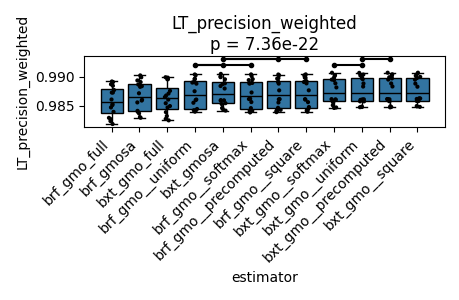 LT_precision_weighted
p = 7.36e-22
LT_precision_weighted
0.990
0.985
brf_gmo_full
brf_gmosa
bxt_gmo_full
brf_gmo__uniform
bxt_gmosa
brf_gmo__softmax
brf_gmo__precomputed
brf_gmo__square
bxt_gmo__softmax
bxt_gmo__uniform
bxt_gmo__precomputed
bxt_gmo__square
estimator